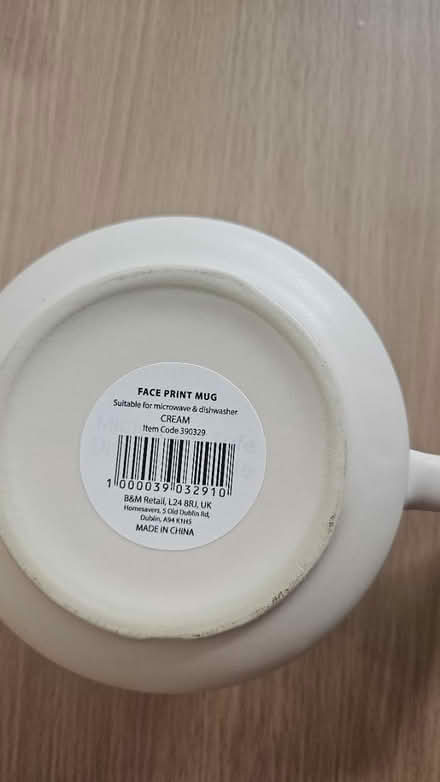 FACE PRINT MUG
Suitable for microwave & dishwasher
CREAM
Item Code 390329
1 000039 032910
B&M Retail, L24 8RJ, UK
Homesavers, 5 Old Dublin Rd,
Dublin, A94 K1H5
MADE IN CHINA